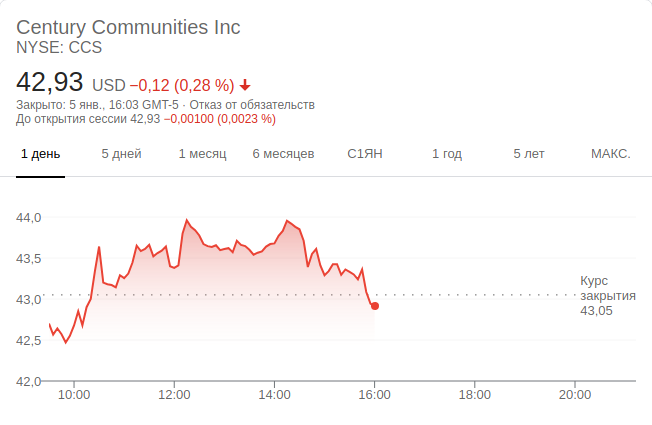 Century Communities Inc
NYSE: CCS
42,93 USD −0,12 (0,28 %)
Закрыто: 5 янв., 16:03 GMT-5 · Отказ от обязательств
До открытия сессии 42,93 −0,00100 (0,0023 %)
1 день 5 дней 1 месяц 6 месяцев С1ЯН 1 год 5 лет МАКС.
44,0
43,5
Курс
43,0 закрытия
43,05
42,5
42,0
10:00 12:00 14:00 16:00 18:00 20:00